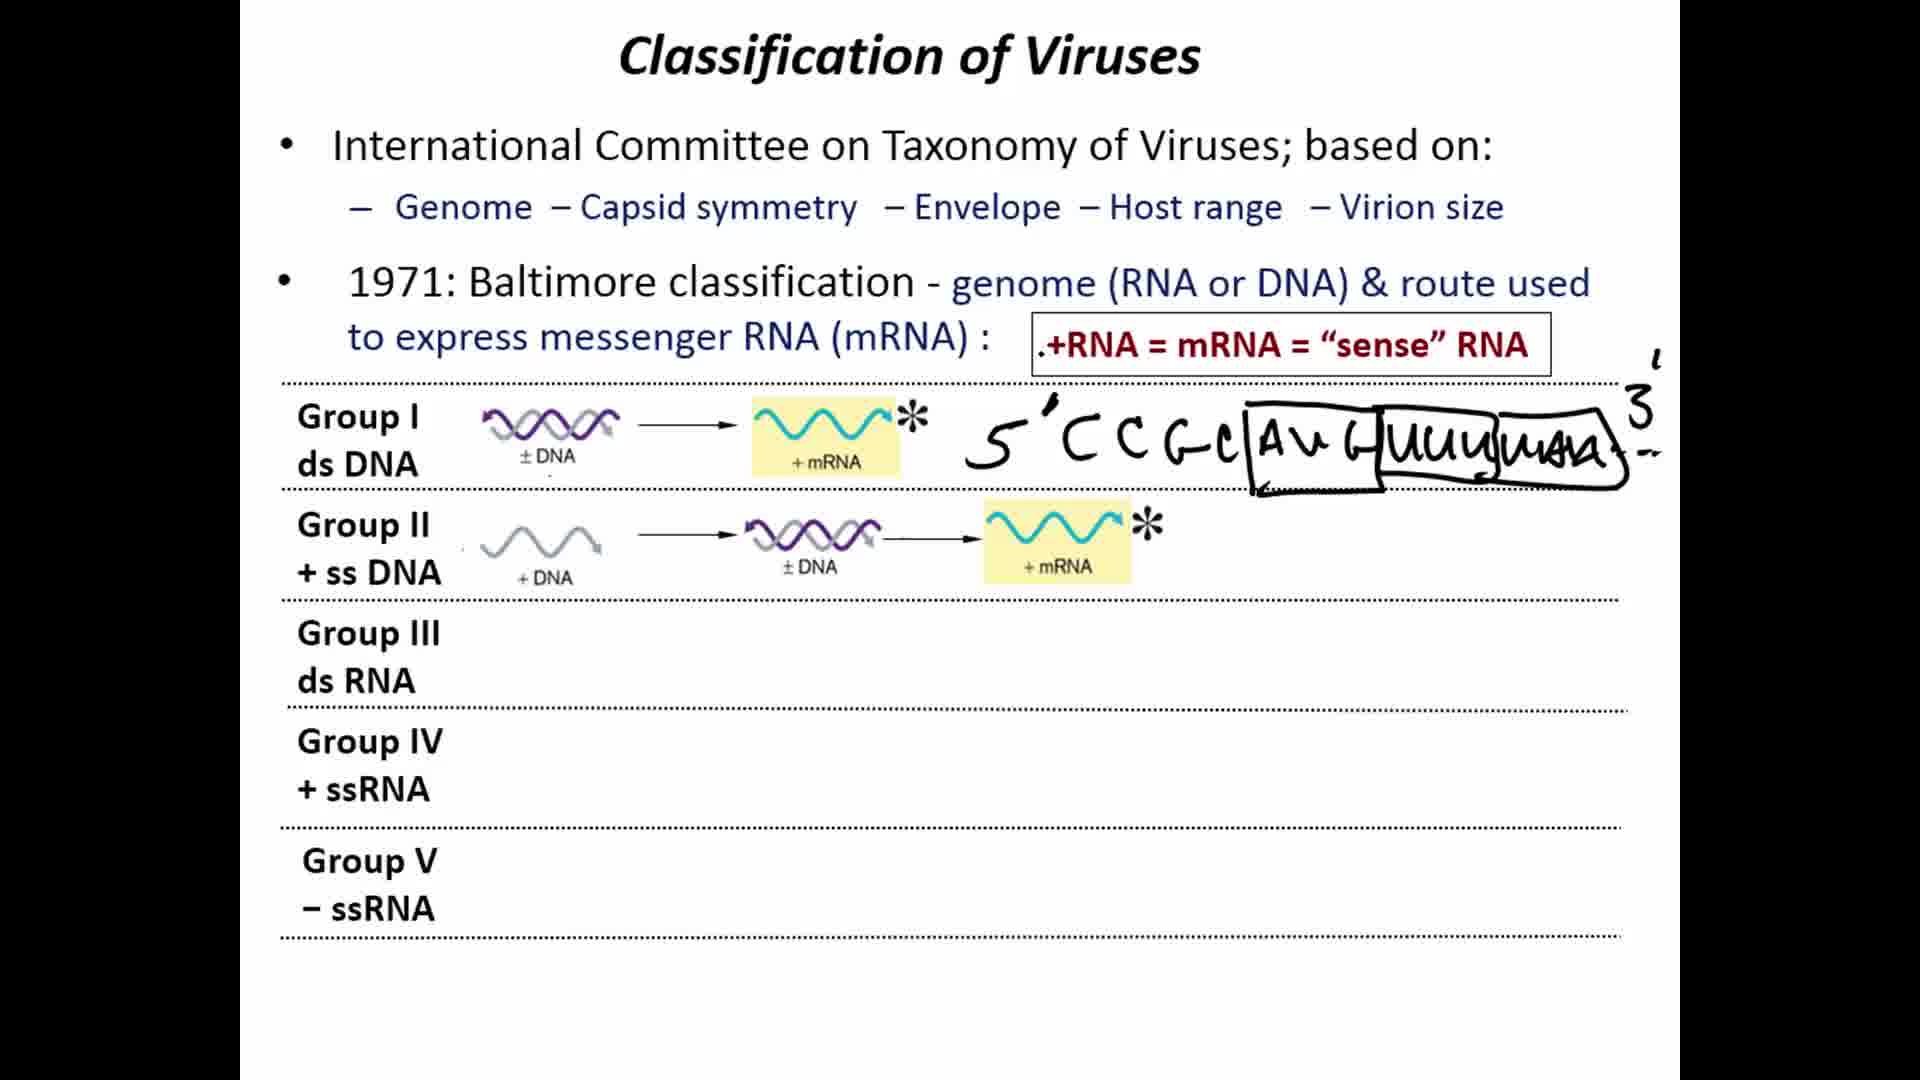 Classification of Viruses
• International Committee on Taxonomy of Viruses; based on:
– Genome – Capsid symmetry – Envelope – Host range – Virion size
• 1971: Baltimore classification - genome (RNA or DNA) & route used
to express messenger RNA (mRNA) :
.+RNA = mRNA = “sense” RNA
Group I
ds DNA
± DNA
+ mRNA
*
5' CCGC AUG UUU UAA -- 3'
Group II
+ ss DNA
+ DNA
± DNA
+ mRNA
*
Group III
ds RNA
Group IV
+ ssRNA
Group V
– ssRNA